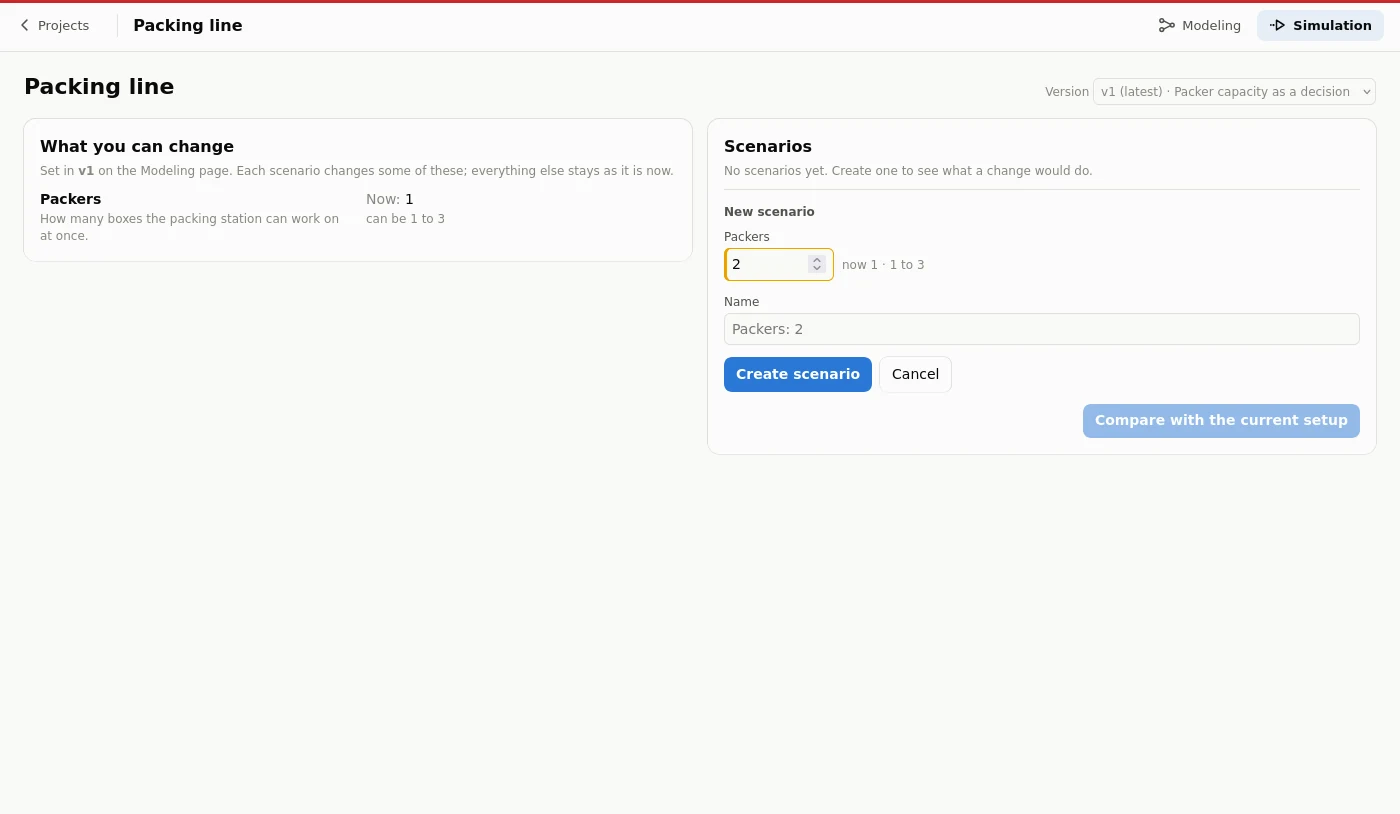 Projects
Packing line
Modeling
Simulation
Packing line
Version
v1 (latest) · Packer capacity as a decision
What you can change
Set in v1 on the Modeling page. Each scenario changes some of these; everything else stays as it is now.
Packers
Now: 1
How many boxes the packing station can work on
at once.
can be 1 to 3
Scenarios
No scenarios yet. Create one to see what a change would do.
New scenario
Packers
2
now 1 · 1 to 3
Name
Packers: 2
Create scenario
Cancel
Compare with the current setup